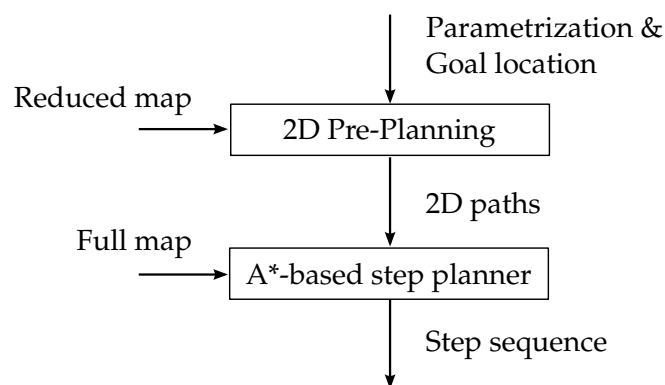 Parametrization &
Goal location
Reduced map
2D Pre-Planning
2D paths
Full map
A*-based step planner
Step sequence